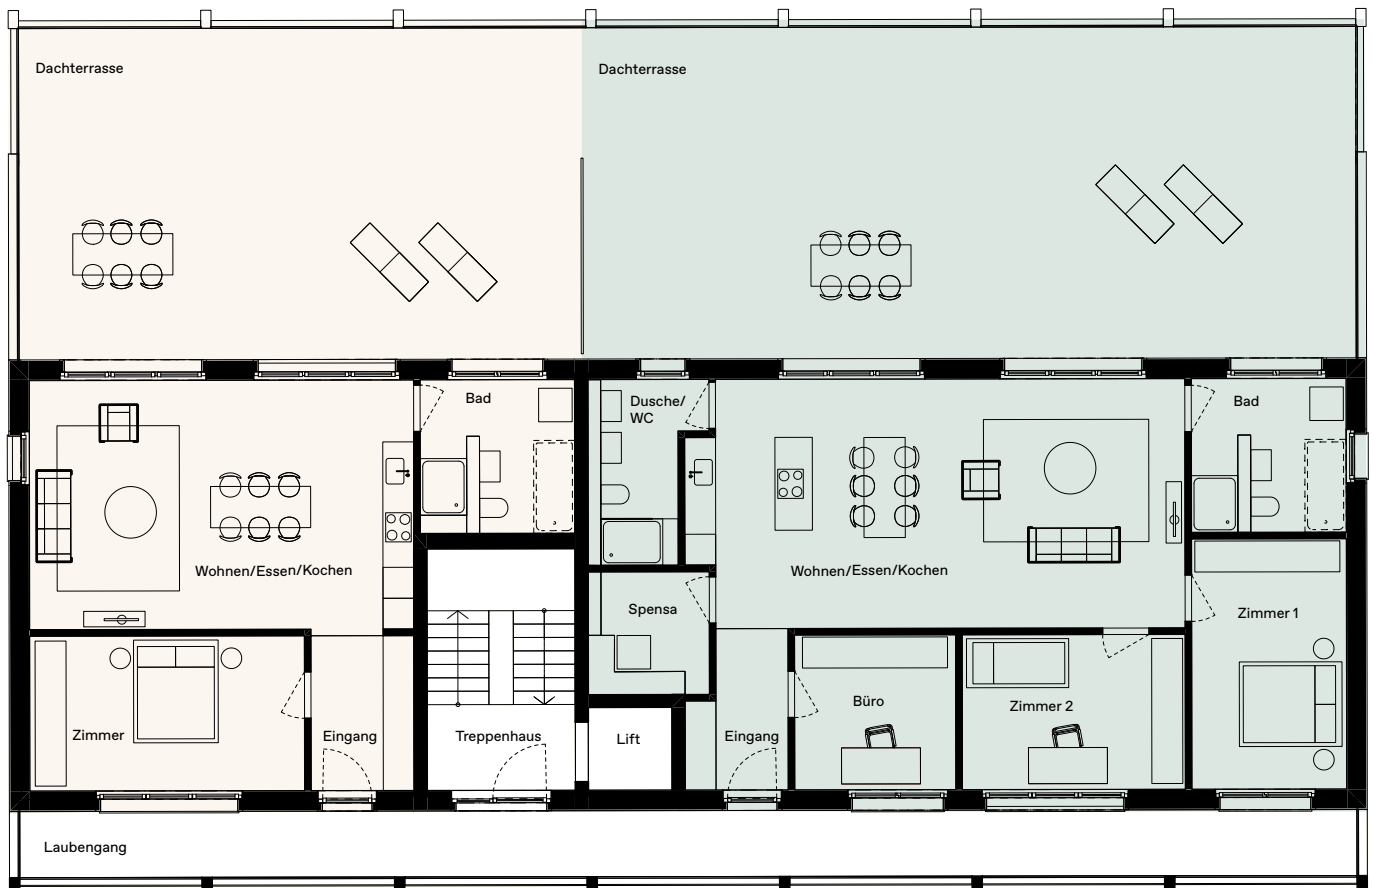 Dachterrasse
Dachterrasse
Bad
Dusche/
WC
Bad
Wohnen/Essen/Kochen
Wohnen/Essen/Kochen
Spensa
Zimmer 1
Büro
Zimmer 2
Zimmer
Eingang
Treppenhaus
Lift
Eingang
Laubengang